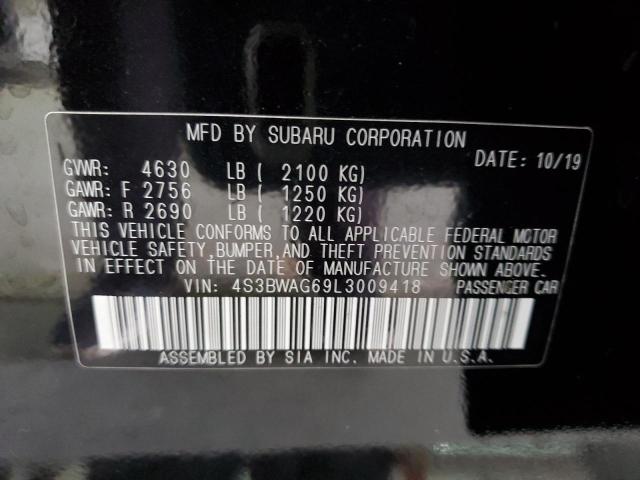 MFD BY SUBARU CORPORATION
DATE: 10/19
GVWR: 4630 LB ( 2100 KG)
GAWR: F 2756 LB ( 1250 KG)
GAWR: R 2690 LB ( 1220 KG)
THIS VEHICLE CONFORMS TO ALL APPLICABLE FEDERAL MOTOR
VEHICLE SAFETY, BUMPER, AND THEFT PREVENTION STANDARDS
IN EFFECT ON THE DATE OF MANUFACTURE SHOWN ABOVE.
VIN: 4S3BWAG69L3009418 PASSENGER CAR
ASSEMBLED BY SIA INC. MADE IN U.S.A.